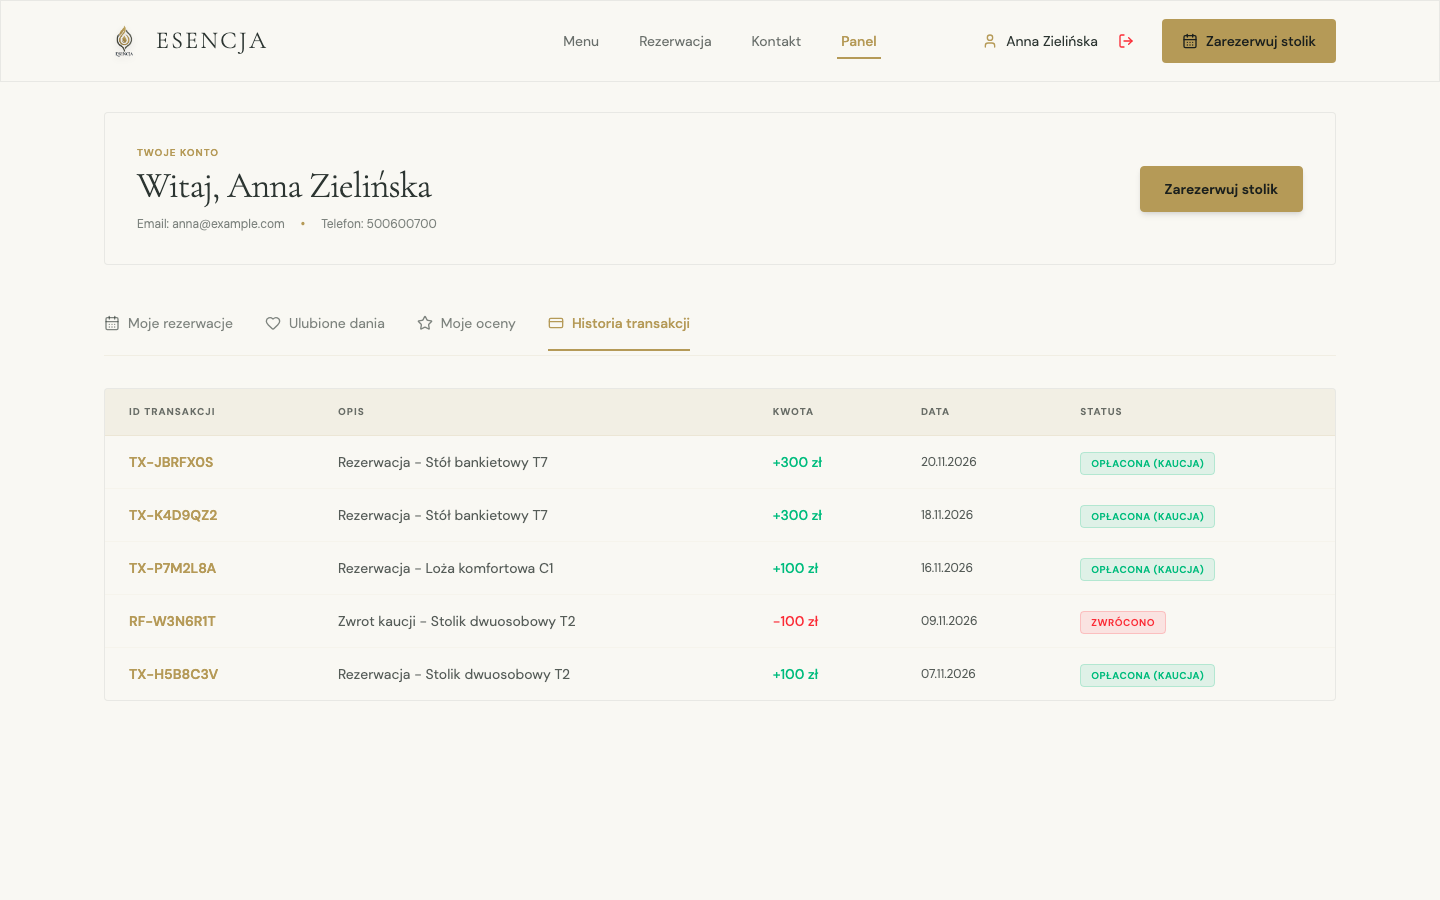 ESENCJA
ESENCJA
Menu
Rezerwacja
Kontakt
Panel
Anna Zielińska
Zarezerwuj stolik
TWOJE KONTO
Witaj, Anna Zielińska
Email: anna@example.com • Telefon: 500600700
Zarezerwuj stolik
Moje rezerwacje
Ulubione dania
Moje oceny
Historia transakcji
ID TRANSAKCJI OPIS KWOTA DATA STATUS
TX-JBRFX0S Rezerwacja - Stół bankietowy T7 +300 zł 20.11.2026 OPŁACONA (KAUCJA)
TX-K4D9QZ2 Rezerwacja - Stół bankietowy T7 +300 zł 18.11.2026 OPŁACONA (KAUCJA)
TX-P7M2L8A Rezerwacja - Loża komfortowa C1 +100 zł 16.11.2026 OPŁACONA (KAUCJA)
RF-W3N6R1T Zwrot kaucji - Stolik dwuosobowy T2 -100 zł 09.11.2026 ZWRÓCONO
TX-H5B8C3V Rezerwacja - Stolik dwuosobowy T2 +100 zł 07.11.2026 OPŁACONA (KAUCJA)